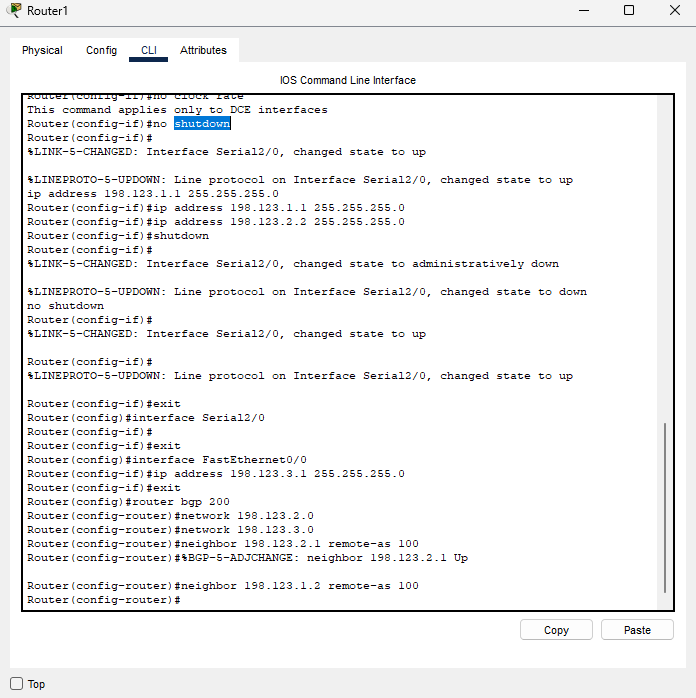 Router1
Physical Config CLI Attributes
IOS Command Line Interface
Router(config-if)#no clock rate
This command applies only to DCE interfaces
Router(config-if)#no shutdown
Router(config-if)#
%LINK-5-CHANGED: Interface Serial2/0, changed state to up
%LINEPROTO-5-UPDOWN: Line protocol on Interface Serial2/0, changed state to up
ip address 198.123.1.1 255.255.255.0
Router(config-if)#ip address 198.123.1.1 255.255.255.0
Router(config-if)#ip address 198.123.2.2 255.255.255.0
Router(config-if)#shutdown
Router(config-if)#
%LINK-5-CHANGED: Interface Serial2/0, changed state to administratively down
%LINEPROTO-5-UPDOWN: Line protocol on Interface Serial2/0, changed state to down
no shutdown
Router(config-if)#
%LINK-5-CHANGED: Interface Serial2/0, changed state to up
Router(config-if)#
%LINEPROTO-5-UPDOWN: Line protocol on Interface Serial2/0, changed state to up
Router(config-if)#exit
Router(config)#interface Serial2/0
Router(config-if)#
Router(config-if)#exit
Router(config)#interface FastEthernet0/0
Router(config-if)#ip address 198.123.3.1 255.255.255.0
Router(config-if)#exit
Router(config)#router bgp 200
Router(config-router)#network 198.123.2.0
Router(config-router)#network 198.123.3.0
Router(config-router)#neighbor 198.123.2.1 remote-as 100
Router(config-router)#%BGP-5-ADJCHANGE: neighbor 198.123.2.1 Up
Router(config-router)#neighbor 198.123.1.2 remote-as 100
Router(config-router)#
Copy Paste
Top